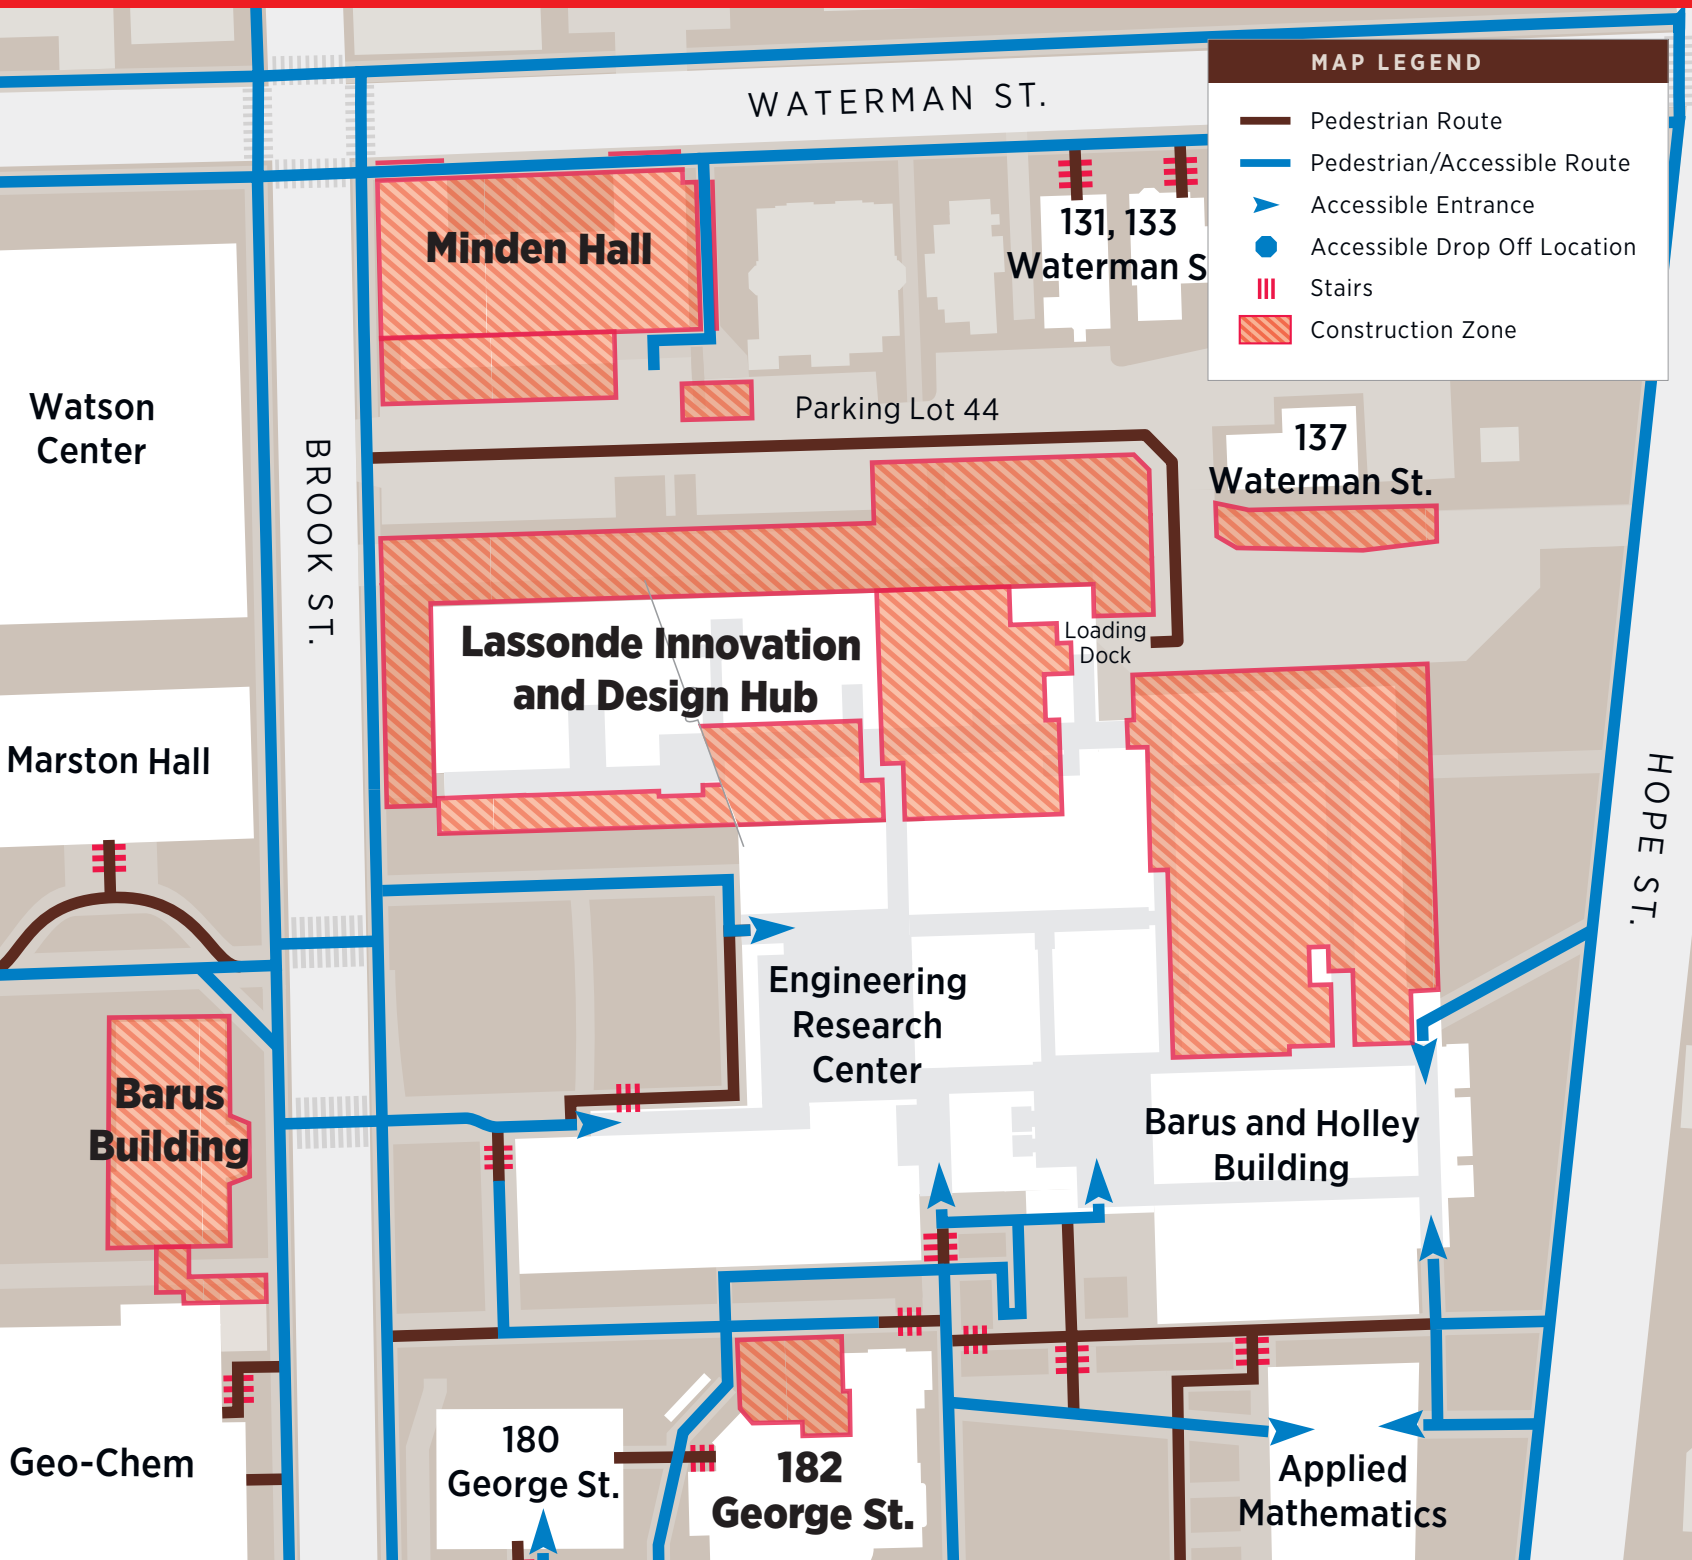 MAP LEGEND
Pedestrian Route
Pedestrian/Accessible Route
Accessible Entrance
Accessible Drop Off Location
Stairs
Construction Zone
WATERMAN ST.
Minden Hall
131, 133
Waterman S
Watson
Center
BROOK ST.
Parking Lot 44
137
Waterman St.
Lassonde Innovation
and Design Hub
Loading
Dock
Marston Hall
HOPE ST.
Engineering
Research
Center
Barus
Building
Barus and Holley
Building
Geo-Chem
180
George St.
182
George St.
Applied
Mathematics